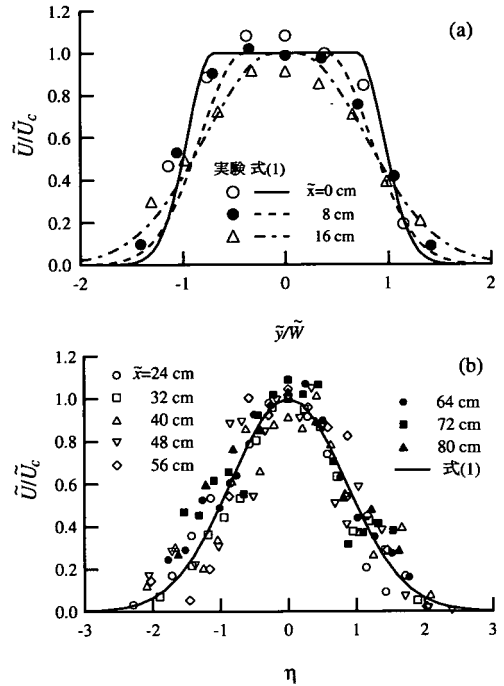 (a)
1.2
1.0
0.8
0.6
0.4
0.2
0.0
Ũ/Ũc
実験 式(1)
x̃=0 cm
8 cm
16 cm
-2 -1 0 1 2
ỹ/W̃
(b)
1.2
1.0
0.8
0.6
0.4
0.2
0.0
Ũ/Ũc
x̃=24 cm
32 cm
40 cm
48 cm
56 cm
64 cm
72 cm
80 cm
式(1)
-3 -2 -1 0 1 2 3
η